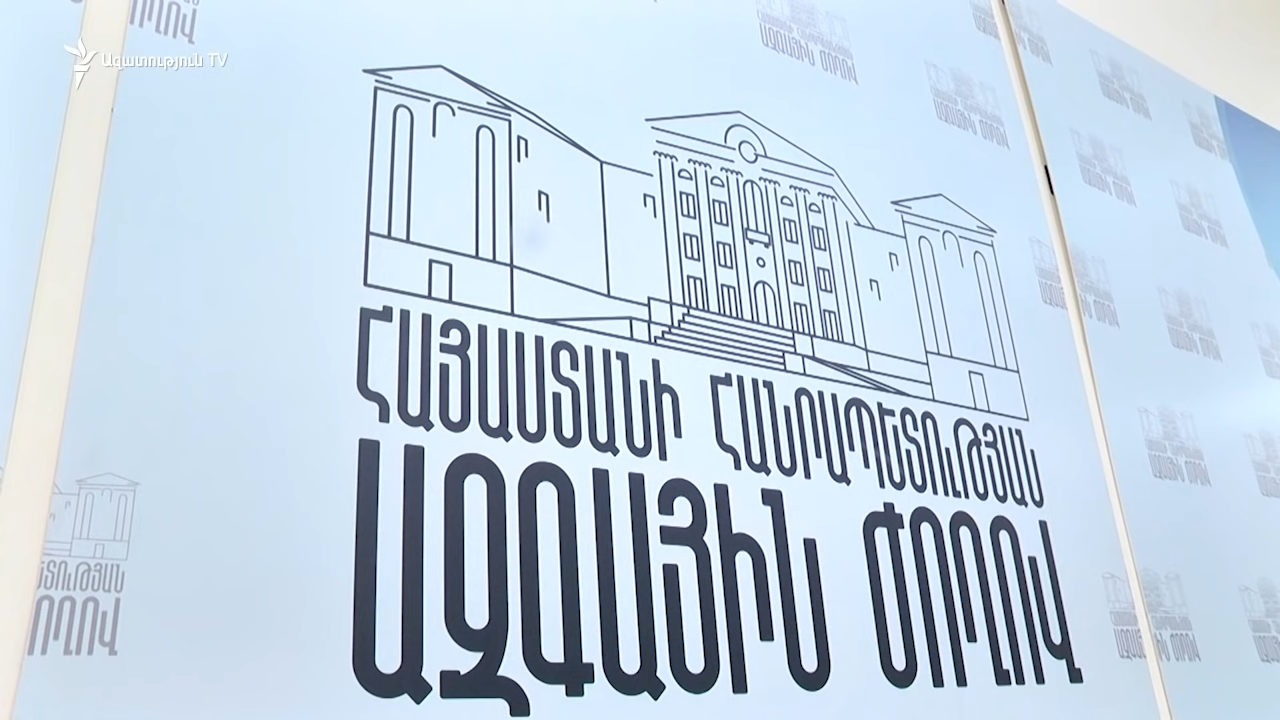 Ազատություն TV
ՀԱՅԱՍՏԱՆԻ ՀԱՆՐԱՊԵՏՈՒԹՅԱՆ
ԱԶԳԱՅԻՆ ԺՈՂՈՎ